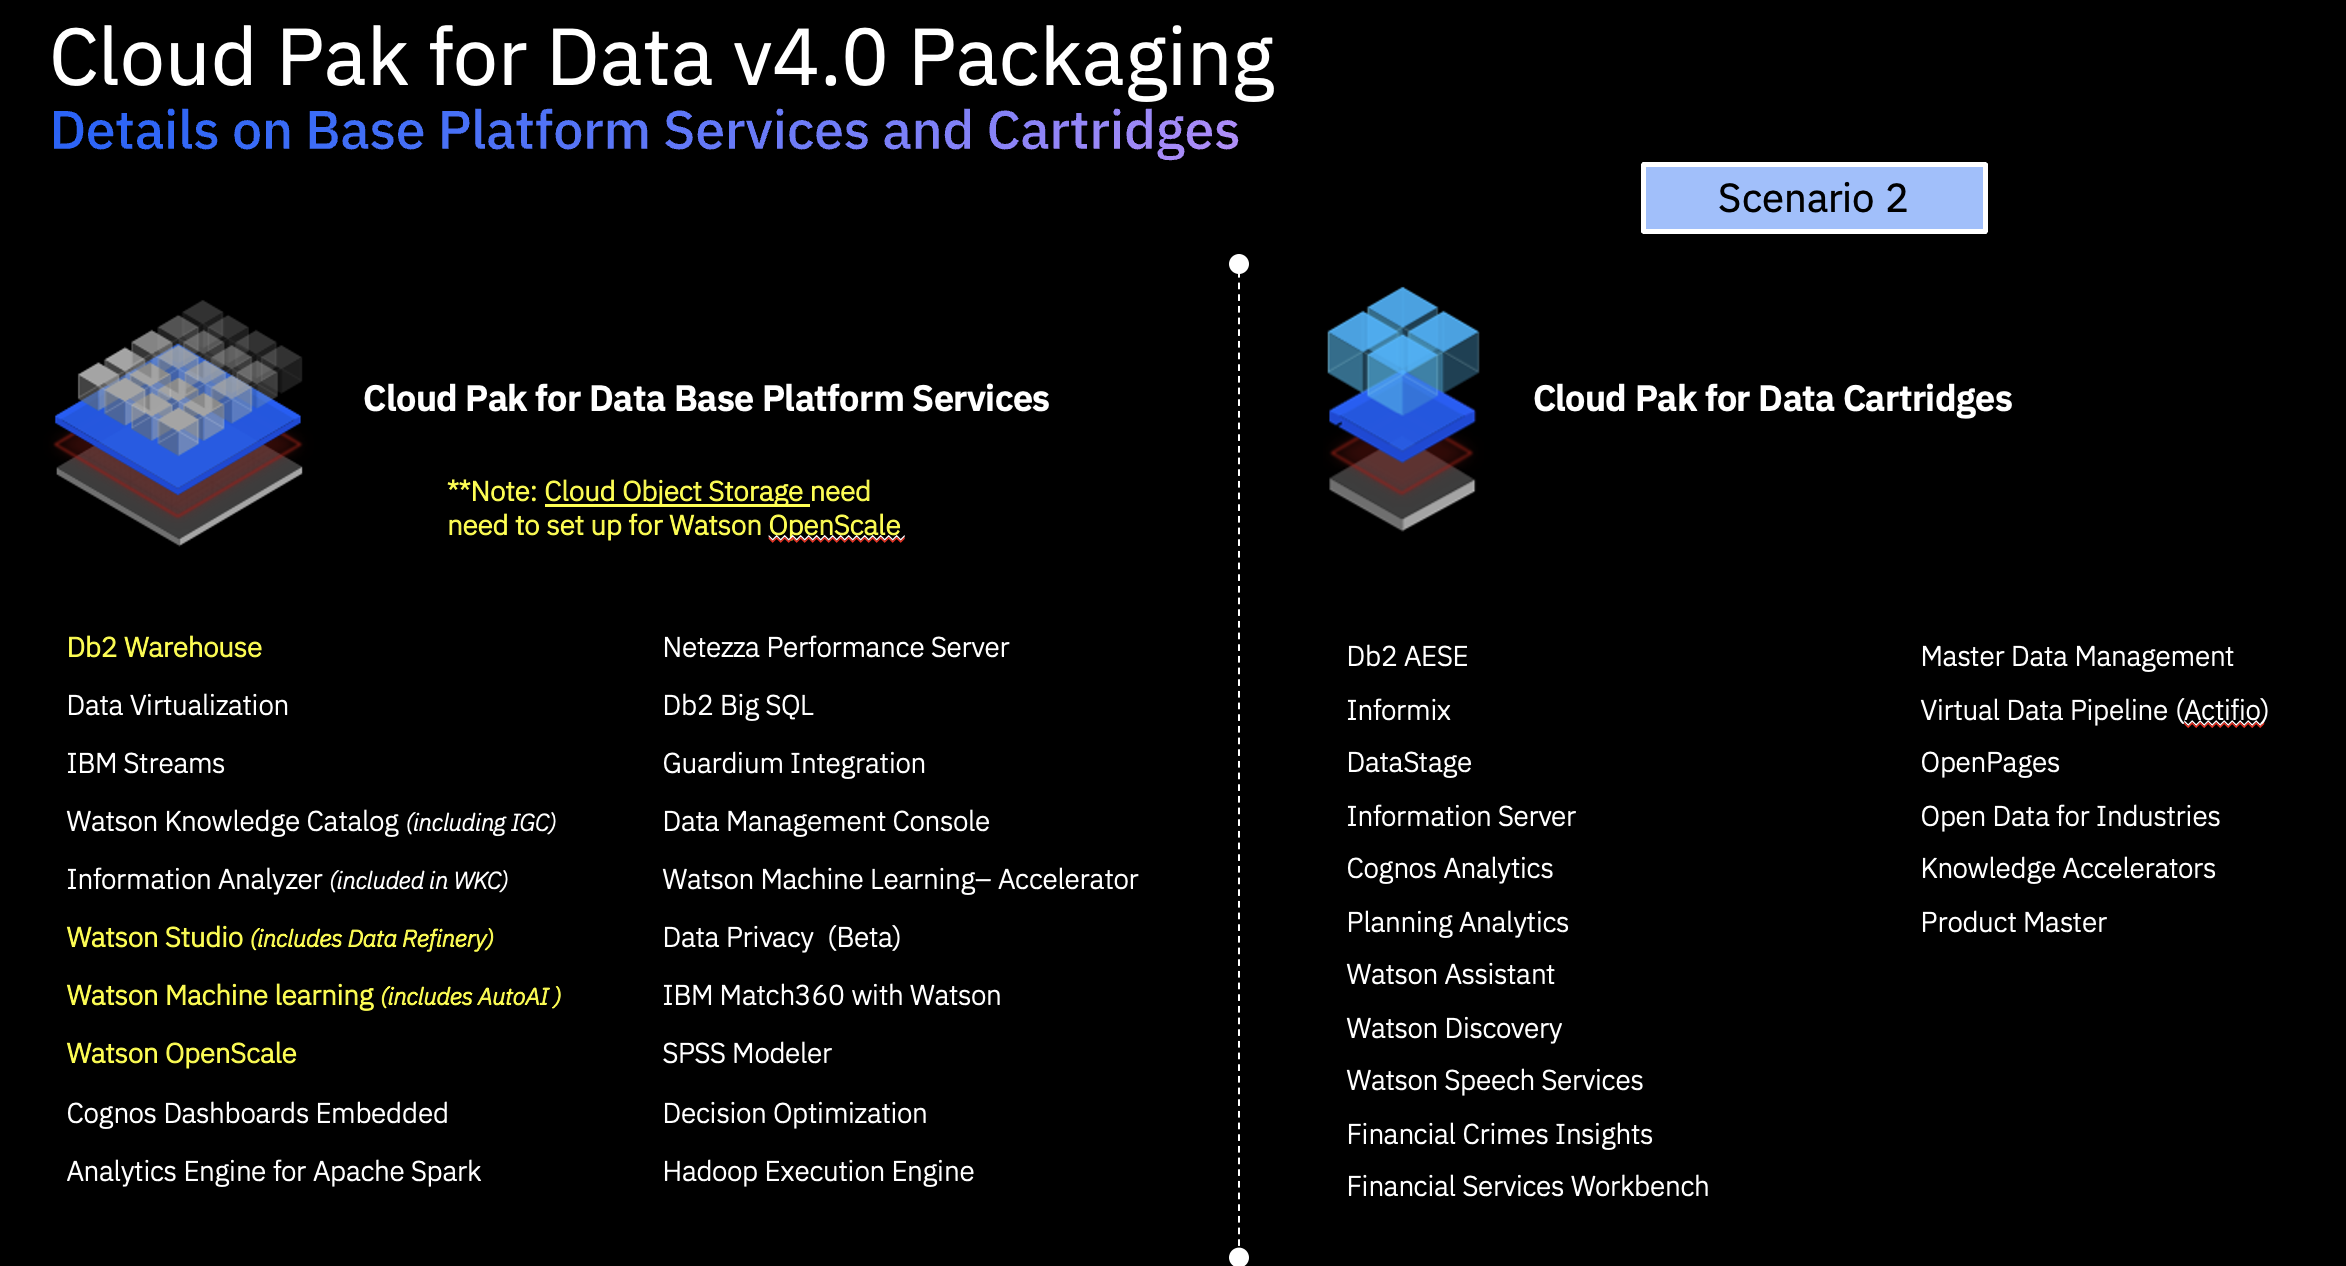 Cloud Pak for Data v4.0 Packaging
Details on Base Platform Services and Cartridges
Scenario 2
Cloud Pak for Data Base Platform Services
**Note: Cloud Object Storage need
need to set up for Watson OpenScale
Db2 Warehouse
Data Virtualization
IBM Streams
Watson Knowledge Catalog (including IGC)
Information Analyzer (included in WKC)
Watson Studio (includes Data Refinery)
Watson Machine learning (includes AutoAI )
Watson OpenScale
Cognos Dashboards Embedded
Analytics Engine for Apache Spark
Netezza Performance Server
Db2 Big SQL
Guardium Integration
Data Management Console
Watson Machine Learning– Accelerator
Data Privacy  (Beta)
IBM Match360 with Watson
SPSS Modeler
Decision Optimization
Hadoop Execution Engine
Cloud Pak for Data Cartridges
Db2 AESE
Informix
DataStage
Information Server
Cognos Analytics
Planning Analytics
Watson Assistant
Watson Discovery
Watson Speech Services
Financial Crimes Insights
Financial Services Workbench
Master Data Management
Virtual Data Pipeline (Actifio)
OpenPages
Open Data for Industries
Knowledge Accelerators
Product Master